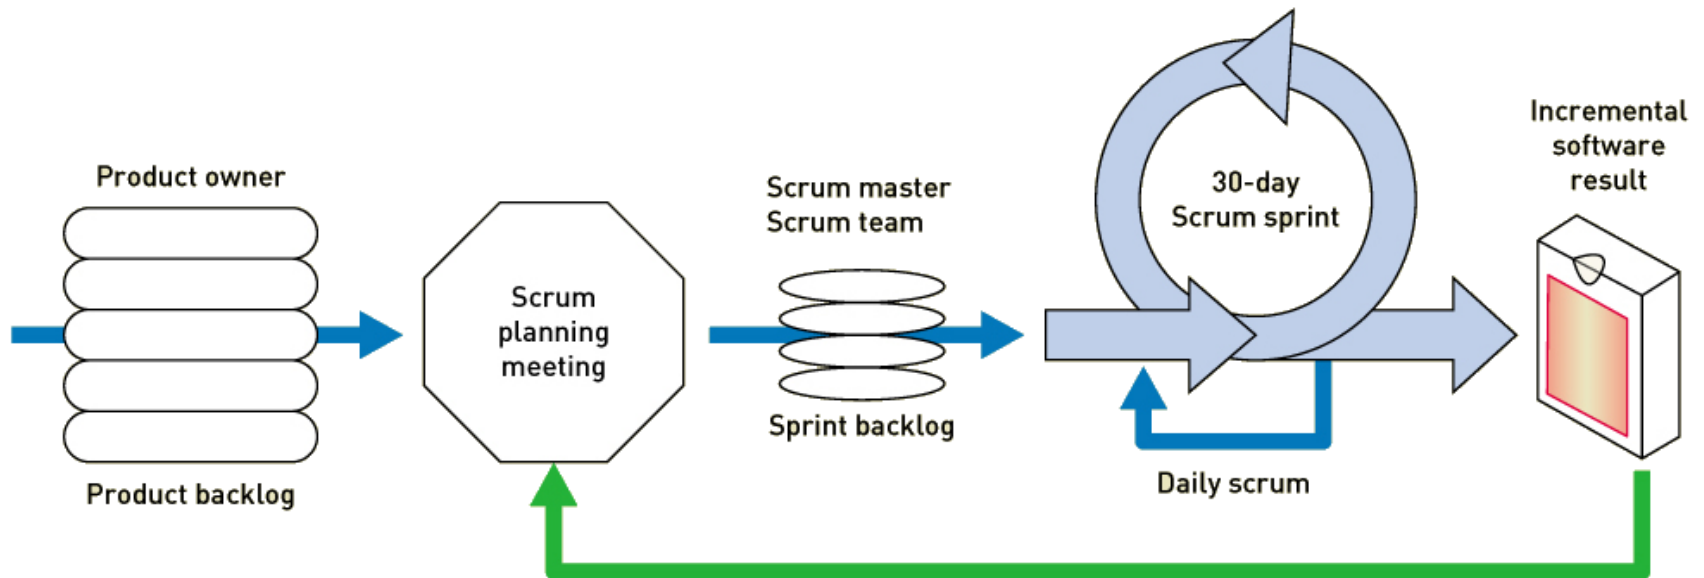 Product owner
Product backlog
Scrum
planning
meeting
Scrum master
Scrum team
Sprint backlog
30-day
Scrum sprint
Daily scrum
Incremental
software
result